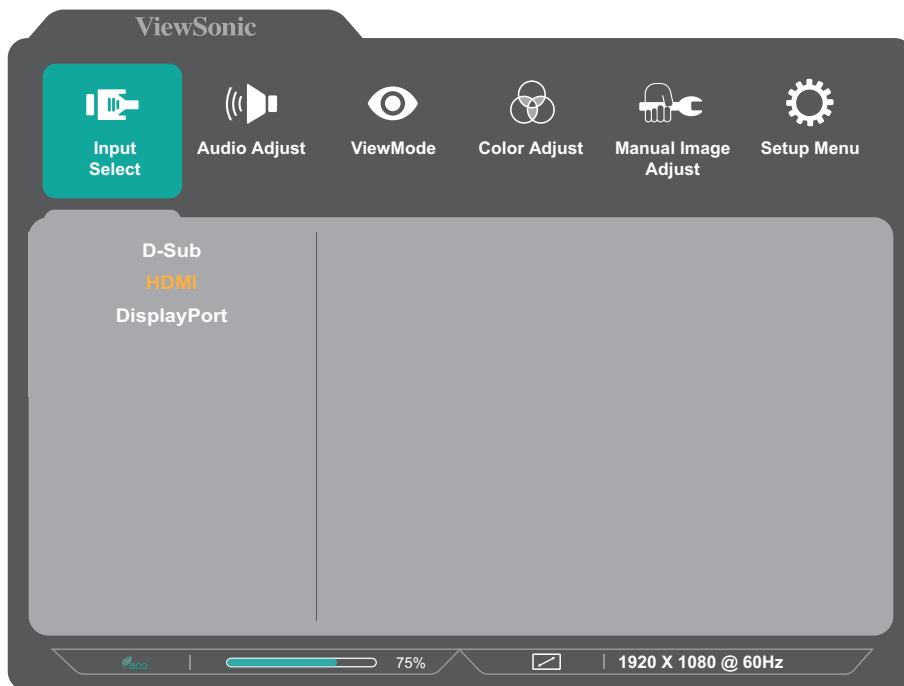 ViewSonic
Input
Select
Audio Adjust
ViewMode
Color Adjust
Manual Image
Adjust
Setup Menu
D-Sub
HDMI
DisplayPort
eco
75%
1920 X 1080 @ 60Hz